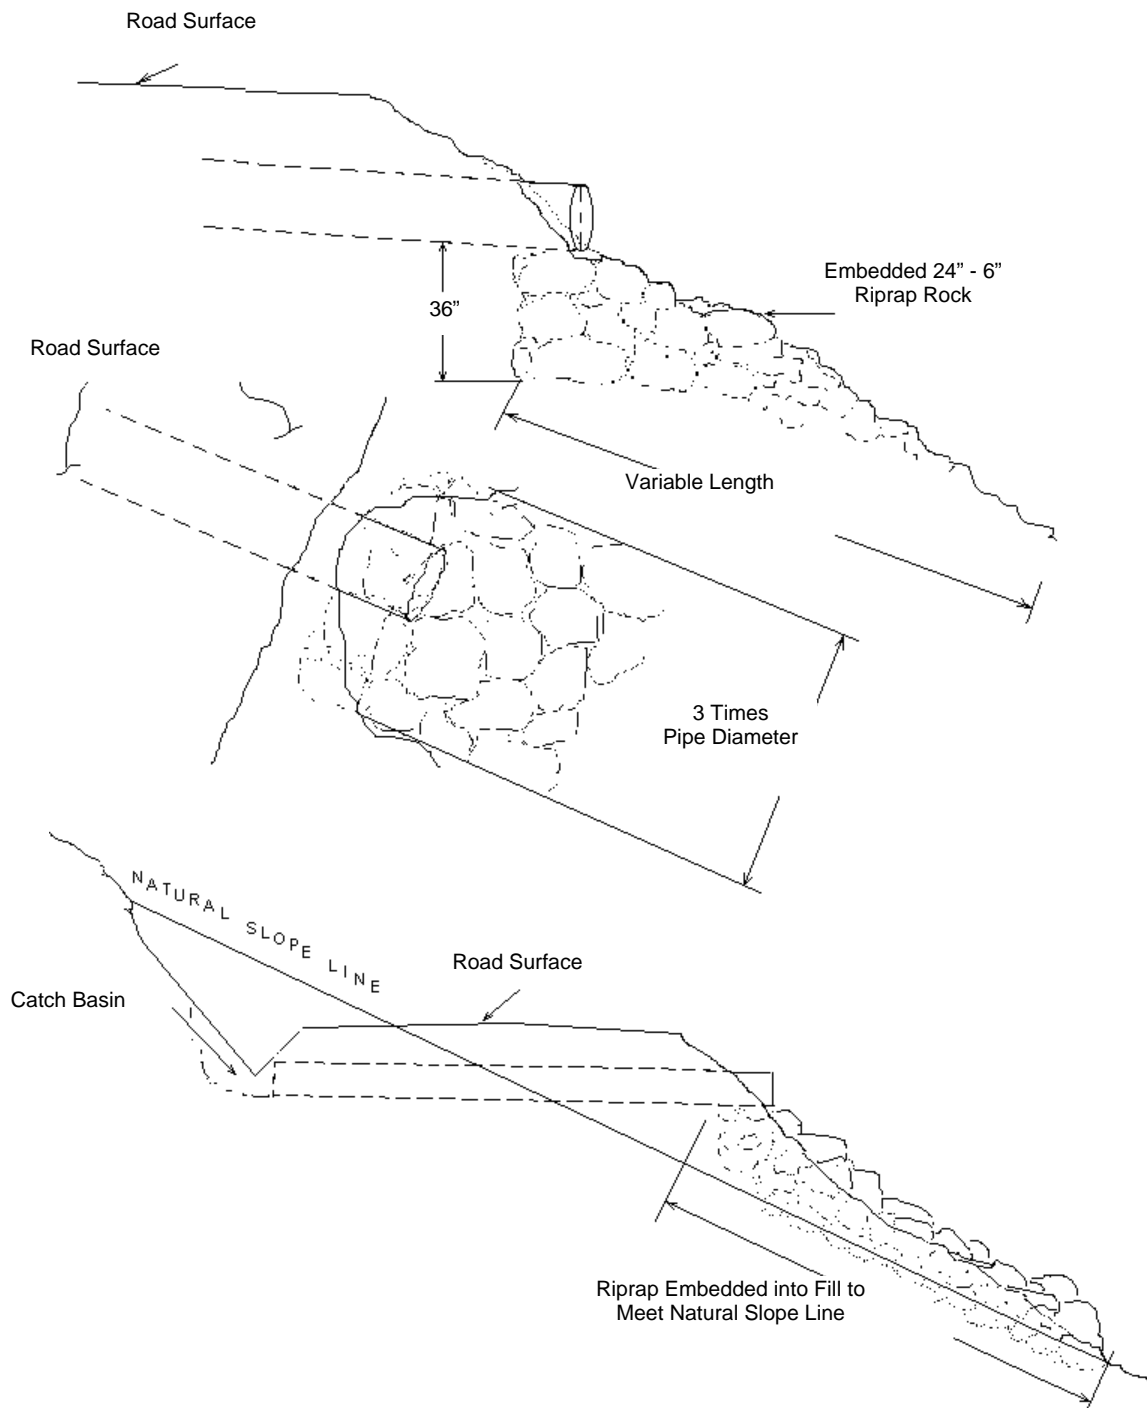 Road Surface
Embedded 24” - 6”
Riprap Rock
36”
Road Surface
Variable Length
3 Times
Pipe Diameter
NATURAL SLOPE LINE
Road Surface
Catch Basin
Riprap Embedded into Fill to
Meet Natural Slope Line